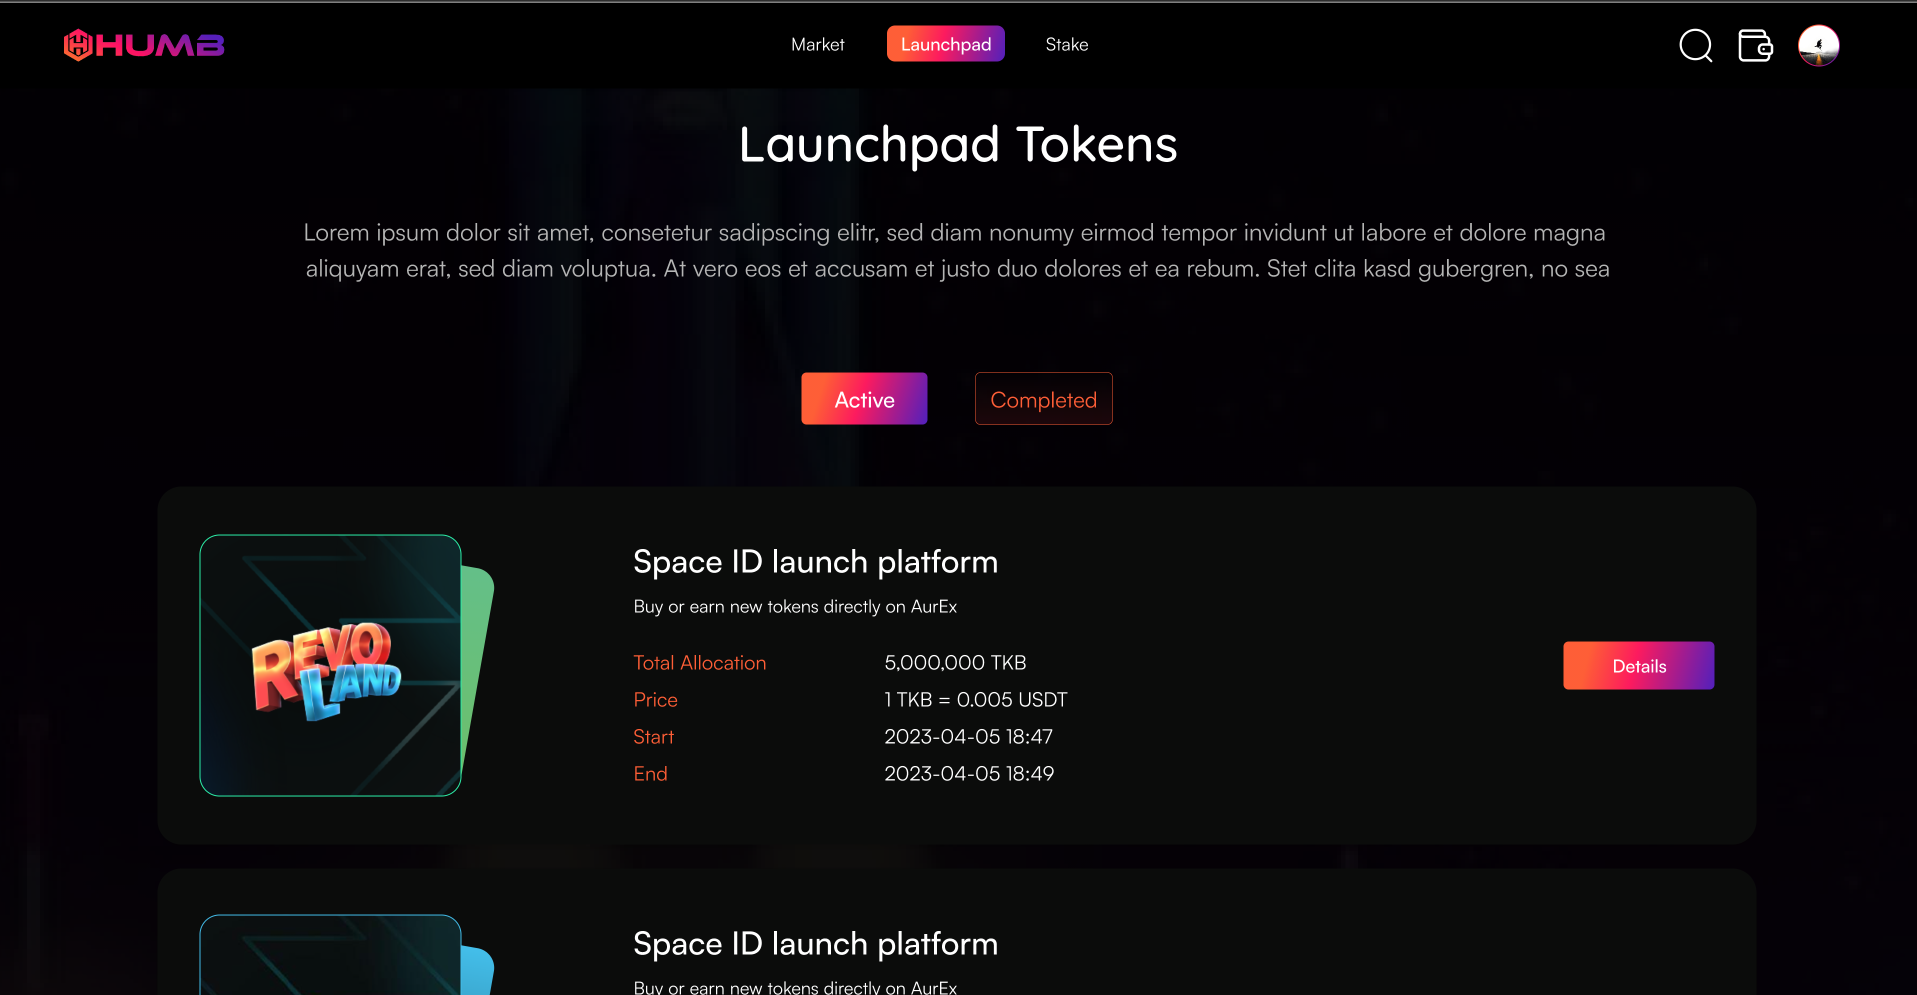 HUMB
Market
Launchpad
Stake
Launchpad Tokens
Lorem ipsum dolor sit amet, consetetur sadipscing elitr, sed diam nonumy eirmod tempor invidunt ut labore et dolore magna
aliquyam erat, sed diam voluptua. At vero eos et accusam et justo duo dolores et ea rebum. Stet clita kasd gubergren, no sea
Active
Completed
REVO
LAND
Space ID launch platform
Buy or earn new tokens directly on AurEx
Total Allocation 5,000,000 TKB
Price 1 TKB = 0.005 USDT
Start 2023-04-05 18:47
End 2023-04-05 18:49
Details
Space ID launch platform
Buy or earn new tokens directly on AurEx